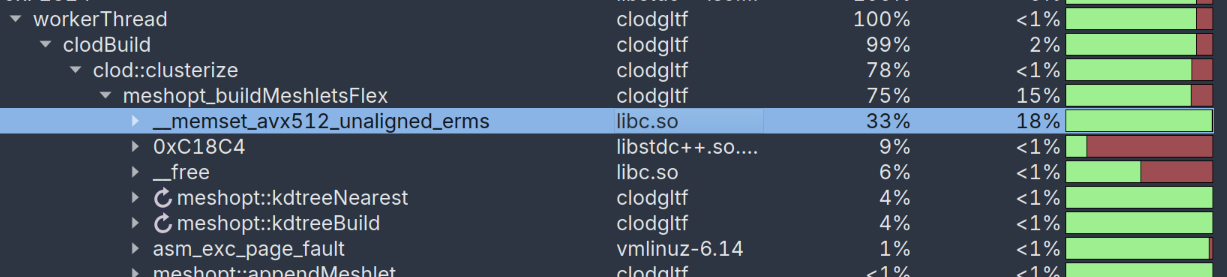 workerThread clodgltf 100% <1%
clodBuild clodgltf 99% 2%
clod::clusterize clodgltf 78% <1%
meshopt_buildMeshletsFlex clodgltf 75% 15%
__memset_avx512_unaligned_erms libc.so 33% 18%
0xC18C4 libstdc++.so.... 9% <1%
__free libc.so 6% <1%
meshopt::kdtreeNearest clodgltf 4% <1%
meshopt::kdtreeBuild clodgltf 4% <1%
asm_exc_page_fault vmlinuz-6.14 1% <1%
meshopt::appendMeshlet clodgltf <1% <1%